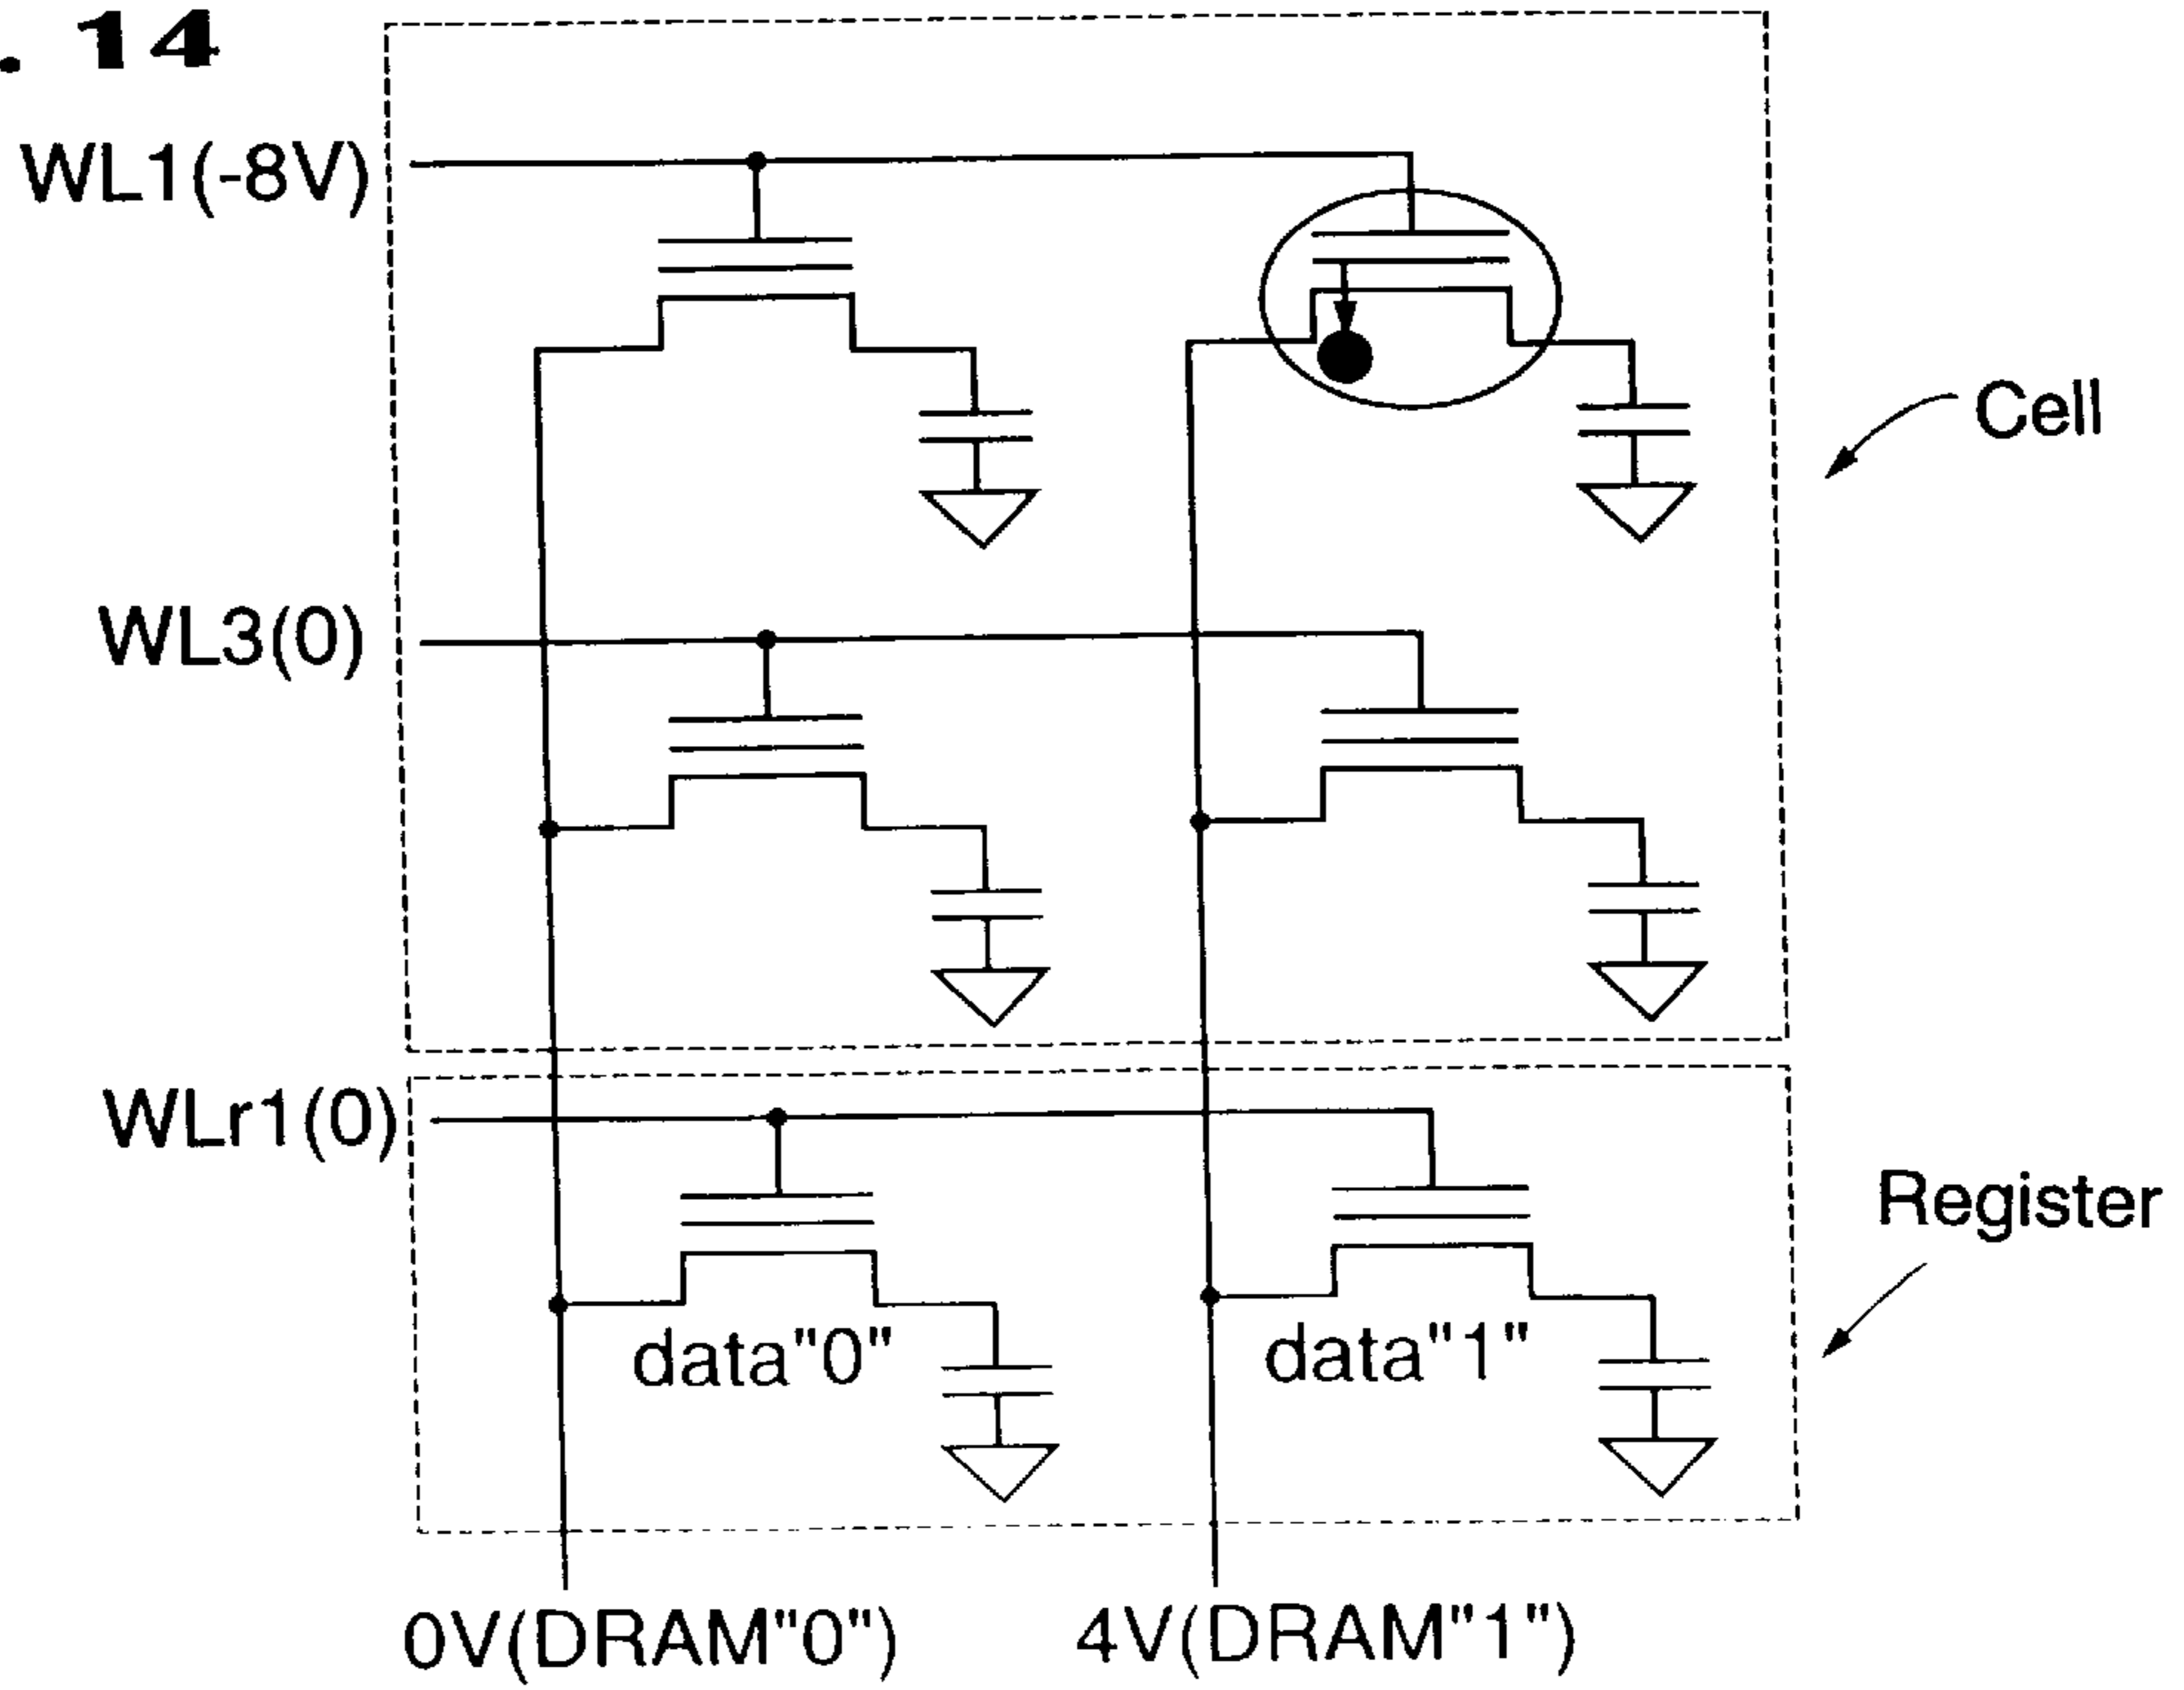 . 14
WL1(-8V)
Cell
WL3(0)
WLr1(0)
Register
data"0"
data"1"
0V(DRAM"0")
4V(DRAM"1")